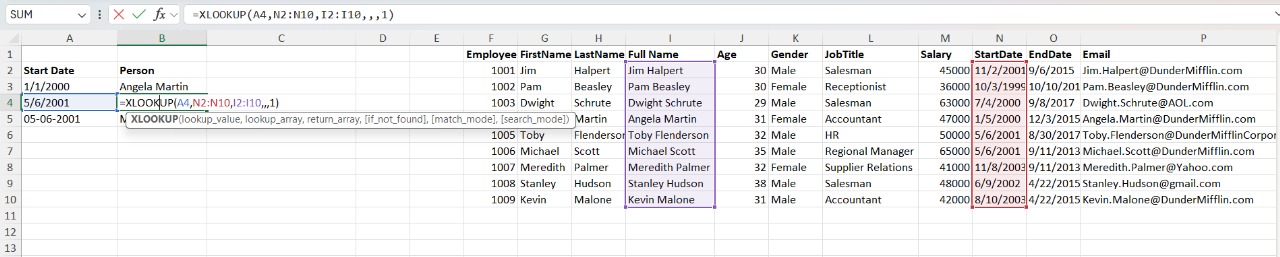 SUM fx =XLOOKUP(A4,N2:N10,I2:I10,,,1)
A B C D E F G H I J K L M N O P
1 Employee FirstName LastName Full Name Age Gender JobTitle Salary StartDate EndDate Email
2 Start Date Person 1001 Jim Halpert Jim Halpert 30 Male Salesman 45000 11/2/2001 9/6/2015 Jim.Halpert@DunderMifflin.com
3 1/1/2000 Angela Martin 1002 Pam Beasley Pam Beasley 30 Female Receptionist 36000 10/3/1999 10/10/201 Pam.Beasley@DunderMifflin.com
4 5/6/2001 =XLOOKUP(A4,N2:N10,I2:I10,,,1) 1003 Dwight Schrute Dwight Schrute 29 Male Salesman 63000 7/4/2000 9/8/2017 Dwight.Schrute@AOL.com
5 05-06-2001 M Martin Angela Martin 31 Female Accountant 47000 1/5/2000 12/3/2015 Angela.Martin@DunderMifflin.com
XLOOKUP(lookup_value, lookup_array, return_array, [if_not_found], [match_mode], [search_mode])
6 1005 Toby Flenderson Toby Flenderson 32 Male HR 50000 5/6/2001 8/30/2017 Toby.Flenderson@DunderMifflinCorpor
7 1006 Michael Scott Michael Scott 35 Male Regional Manager 65000 5/6/2001 9/11/2013 Michael.Scott@DunderMifflin.com
8 1007 Meredith Palmer Meredith Palmer 32 Female Supplier Relations 41000 11/8/2003 9/11/2013 Meredith.Palmer@Yahoo.com
9 1008 Stanley Hudson Stanley Hudson 38 Male Salesman 48000 6/9/2002 4/22/2015 Stanley.Hudson@gmail.com
10 1009 Kevin Malone Kevin Malone 31 Male Accountant 42000 8/10/2003 4/22/2015 Kevin.Malone@DunderMifflin.com
11
12
13